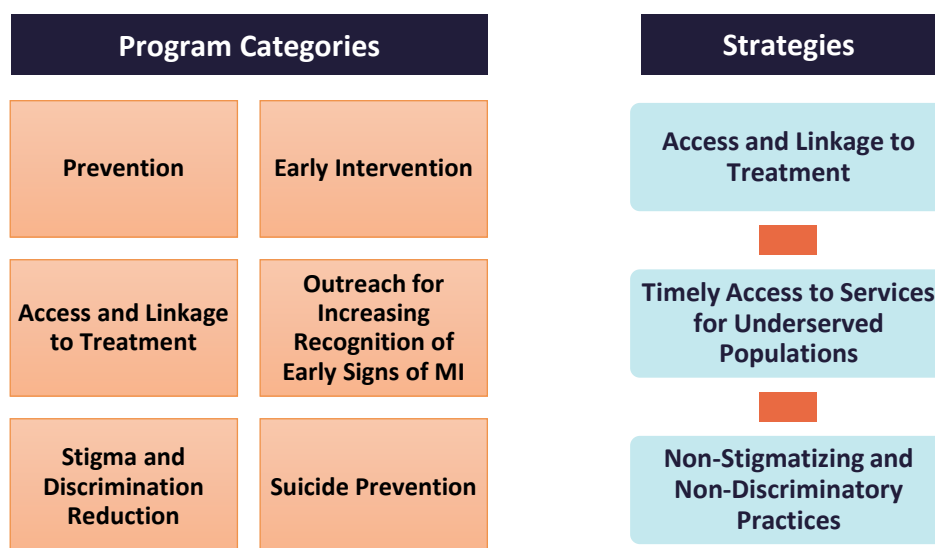 Program Categories
Prevention
Early Intervention
Access and Linkage
to Treatment
Outreach for
Increasing
Recognition of
Early Signs of MI
Stigma and
Discrimination
Reduction
Suicide Prevention
Strategies
Access and Linkage to
Treatment
Timely Access to Services
for Underserved
Populations
Non-Stigmatizing and
Non-Discriminatory
Practices